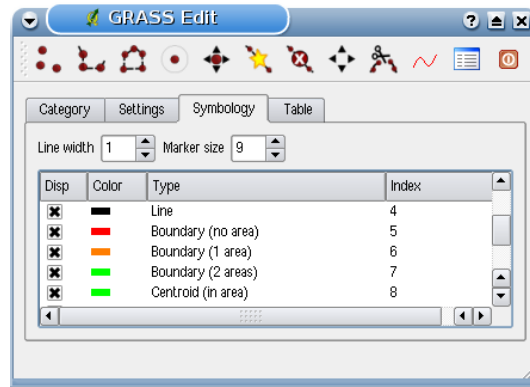 GRASS Edit
Category Settings Symbology Table
Line width 1 Marker size 9
Disp Color Type Index
Line 4
Boundary (no area) 5
Boundary (1 area) 6
Boundary (2 areas) 7
Centroid (in area) 8